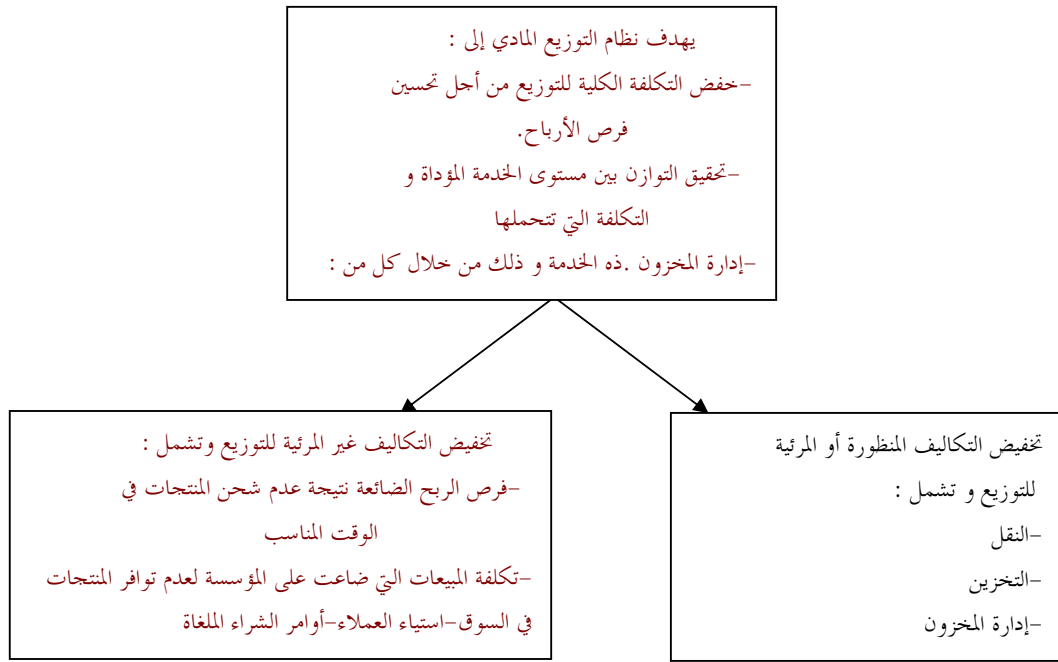 يهدف نظام التوزيع المادي إلى :
-خفض التكلفة الكلية للتوزيع من أجل تحسين
فرص الأرباح.
-تحقيق التوازن بين مستوى الخدمة المؤداة و
التكلفة التي تتحملها
-إدارة المخزون .ذه الخدمة و ذلك من خلال كل من :
تخفيض التكاليف المنظورة أو المرئية
للتوزيع و تشمل :
-النقل
-التخزين
-إدارة المخزون
تخفيض التكاليف غير المرئية للتوزيع وتشمل :
-فرص الربح الضائعة نتيجة عدم شحن المنتجات في
الوقت المناسب
-تكلفة المبيعات التي ضاعت على المؤسسة لعدم توافر المنتجات
في السوق-استياء العملاء-أوامر الشراء الملغاة